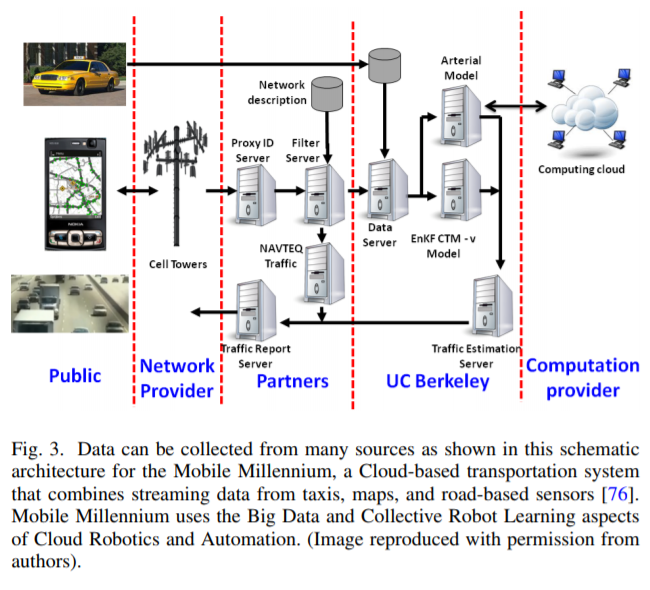 Arterial
Model
Network
description
Proxy ID
Server
Filter
Server
Computing cloud
Data
Server
EnKF CTM - v
Model
NAVTEQ
Traffic
Cell Towers
NOKIA
Traffic Report
Server
Traffic Estimation
Server
Public
Network
Provider
Partners
UC Berkeley
Computation
provider
Fig. 3. Data can be collected from many sources as shown in this schematic
architecture for the Mobile Millennium, a Cloud-based transportation system
that combines streaming data from taxis, maps, and road-based sensors [76].
Mobile Millennium uses the Big Data and Collective Robot Learning aspects
of Cloud Robotics and Automation. (Image reproduced with permission from
authors).